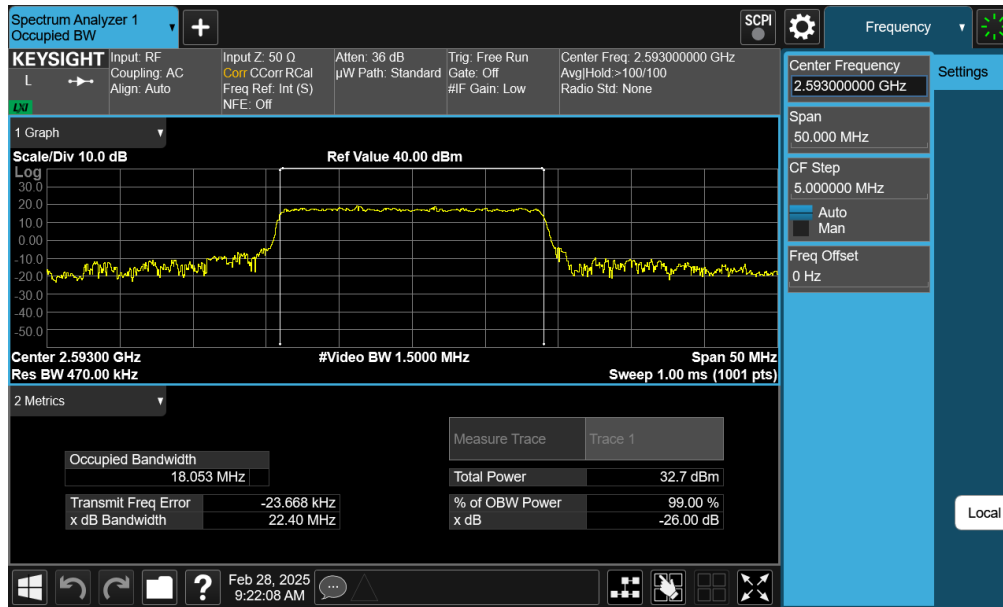 Spectrum Analyzer 1
Occupied BW
+
SCPI
Frequency
KEYSIGHT
L
LXI
Input: RF
Coupling: AC
Align: Auto
Input Z: 50 Ω
Corr CCorr RCal
Freq Ref: Int (S)
NFE: Off
Atten: 36 dB
µW Path: Standard
Trig: Free Run
Gate: Off
#IF Gain: Low
Center Freq: 2.593000000 GHz
Avg|Hold:>100/100
Radio Std: None
Center Frequency
2.593000000 GHz
Settings
Span
50.000 MHz
CF Step
5.000000 MHz
Auto
Man
Freq Offset
0 Hz
Local
1 Graph
Scale/Div 10.0 dB
Ref Value 40.00 dBm
Log
30.0
20.0
10.0
0.00
-10.0
-20.0
-30.0
-40.0
-50.0
Center 2.59300 GHz
#Video BW 1.5000 MHz
Span 50 MHz
Res BW 470.00 kHz
Sweep 1.00 ms (1001 pts)
2 Metrics
Measure Trace
Trace 1
Occupied Bandwidth
18.053 MHz
Total Power
32.7 dBm
Transmit Freq Error
-23.668 kHz
% of OBW Power
99.00 %
x dB Bandwidth
22.40 MHz
x dB
-26.00 dB
?
Feb 28, 2025
9:22:08 AM